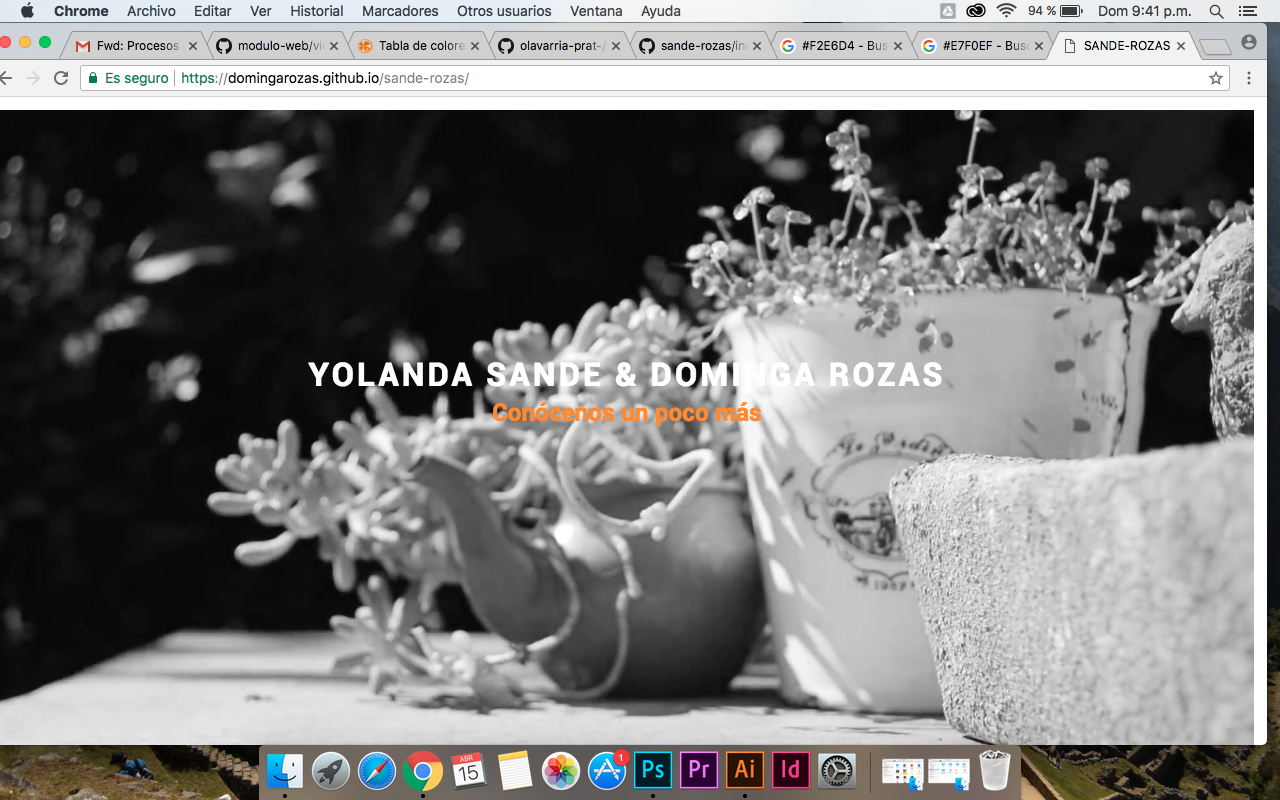 Chrome Archivo Editar Ver Historial Marcadores Otros usuarios Ventana Ayuda 94 % Dom 9:41 p.m.
Fwd: Procesos modulo-web/vi Tabla de colore olavarria-prat-/ sande-rozas/in #F2E6D4 - Bus #E7F0EF - Bus SANDE-ROZAS
Es seguro https://domingarozas.github.io/sande-rozas/
YOLANDA SANDE & DOMINGA ROZAS
Conócenos un poco más
ABR
15
1
Ps Pr Ai Id